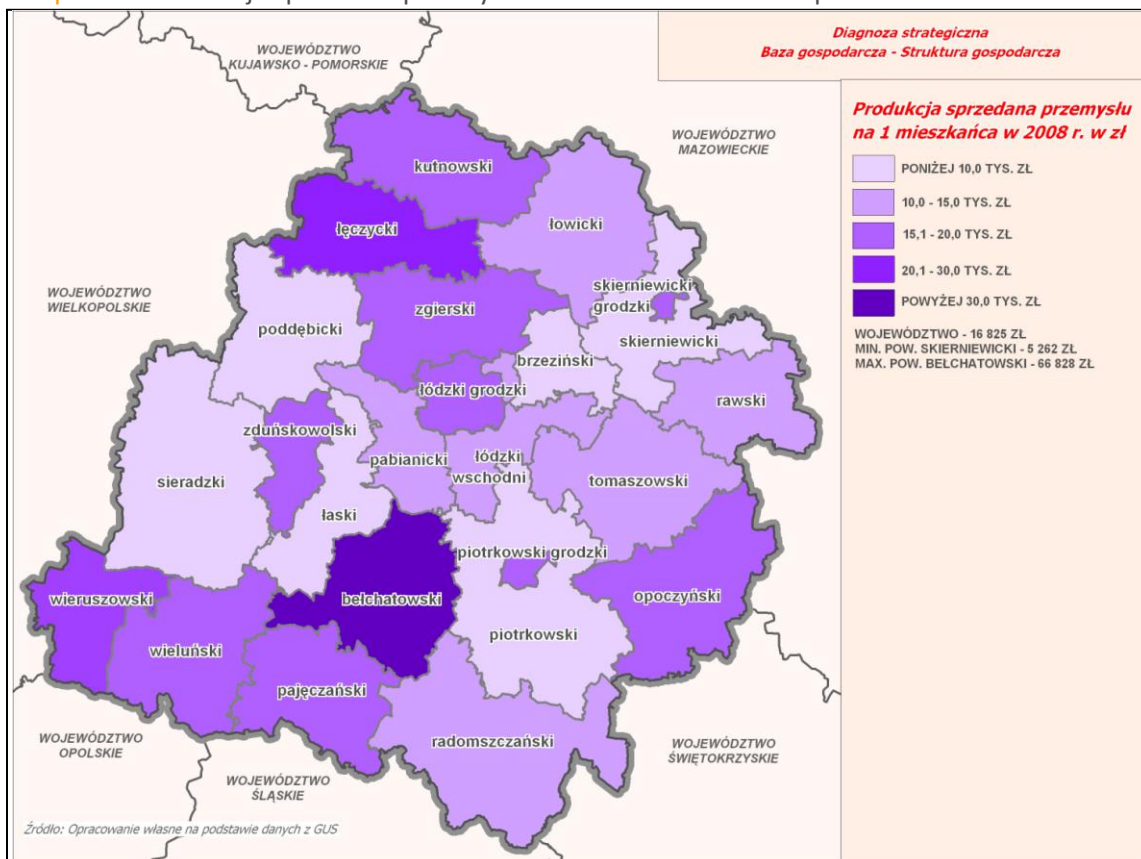 Diagnoza strategiczna
Baza gospodarcza - Struktura gospodarcza
Produkcja sprzedana przemysłu
na 1 mieszkańca w 2008 r. w zł
PONIŻEJ 10,0 TYS. ZŁ
10,0 - 15,0 TYS. ZŁ
15,1 - 20,0 TYS. ZŁ
20,1 - 30,0 TYS. ZŁ
POWYŻEJ 30,0 TYS. ZŁ
WOJEWÓDZTWO - 16 825 ZŁ
MIN. POW. SKIERNIEWICKI - 5 262 ZŁ
MAX. POW. BEŁCHATOWSKI - 66 828 ZŁ
WOJEWÓDZTWO
KUJAWSKO - POMORSKIE
WOJEWÓDZTWO
MAZOWIECKIE
kutnowski
łęczycki
łowicki
WOJEWÓDZTWO
WIELKOPOLSKIE
skierniewicki
grodzki
zgierski
poddębicki
skierniewicki
brzeziński
łódzki grodzki
rawski
zduńskowolski
pabianicki
łódzki
wschodni
sieradzki
tomaszowski
łaski
piotrkowski grodzki
wieruszowski
bełchatowski
opoczyński
piotrkowski
wieluński
pajęczański
radomszczański
WOJEWÓDZTWO
OPOLSKIE
WOJEWÓDZTWO
ŚLĄSKIE
WOJEWÓDZTWO
ŚWIĘTOKRZYSKIE
Źródło: Opracowanie własne na podstawie danych z GUS